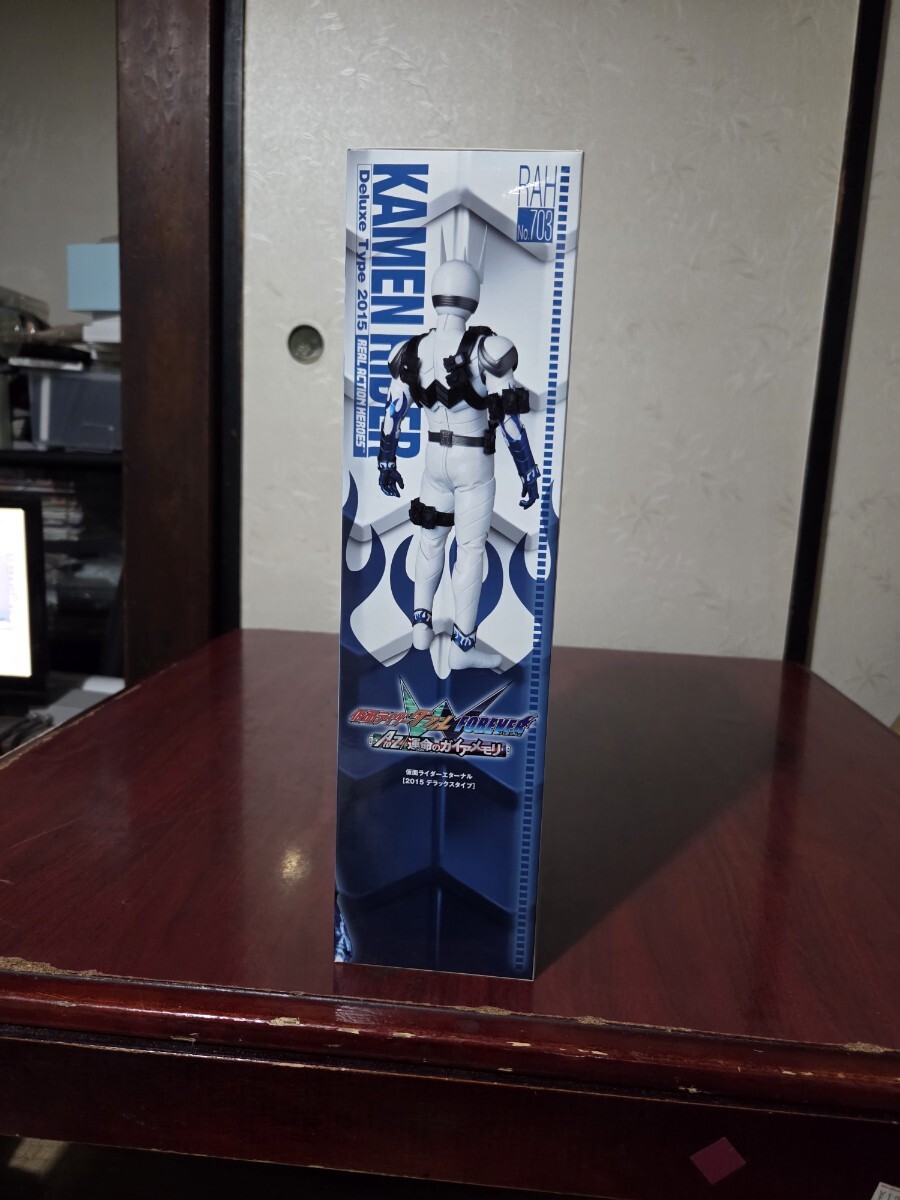 KAMEN RIDER
Deluxe Type 2015 REAL ACTION HEROES
RAH
No.703
仮面ライダーダブル FOREVER
AtoZ/運命のガイアメモリ
仮面ライダーエターナル
[2015 デラックスタイプ]